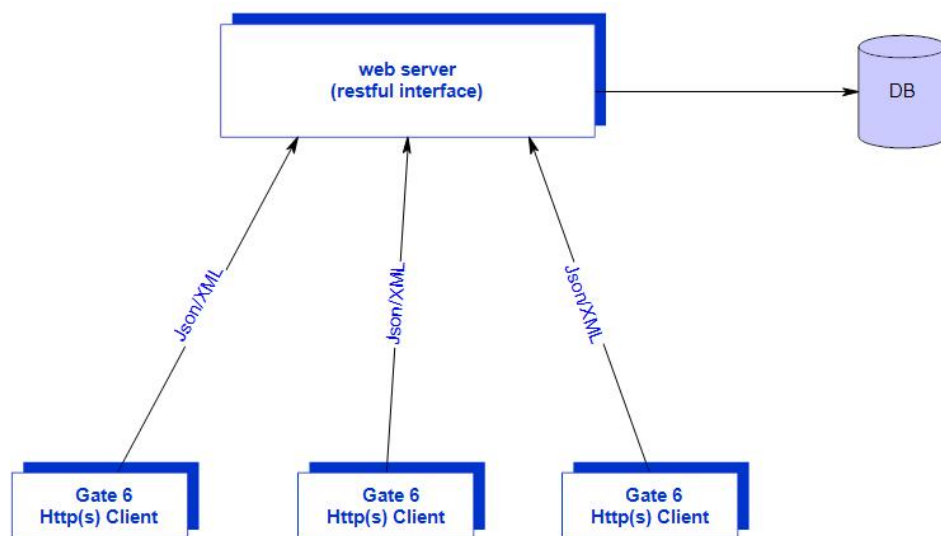 web server
(restful interface)
DB
Json/XML
Json/XML
Json/XML
Gate 6
Http(s) Client
Gate 6
Http(s) Client
Gate 6
Http(s) Client